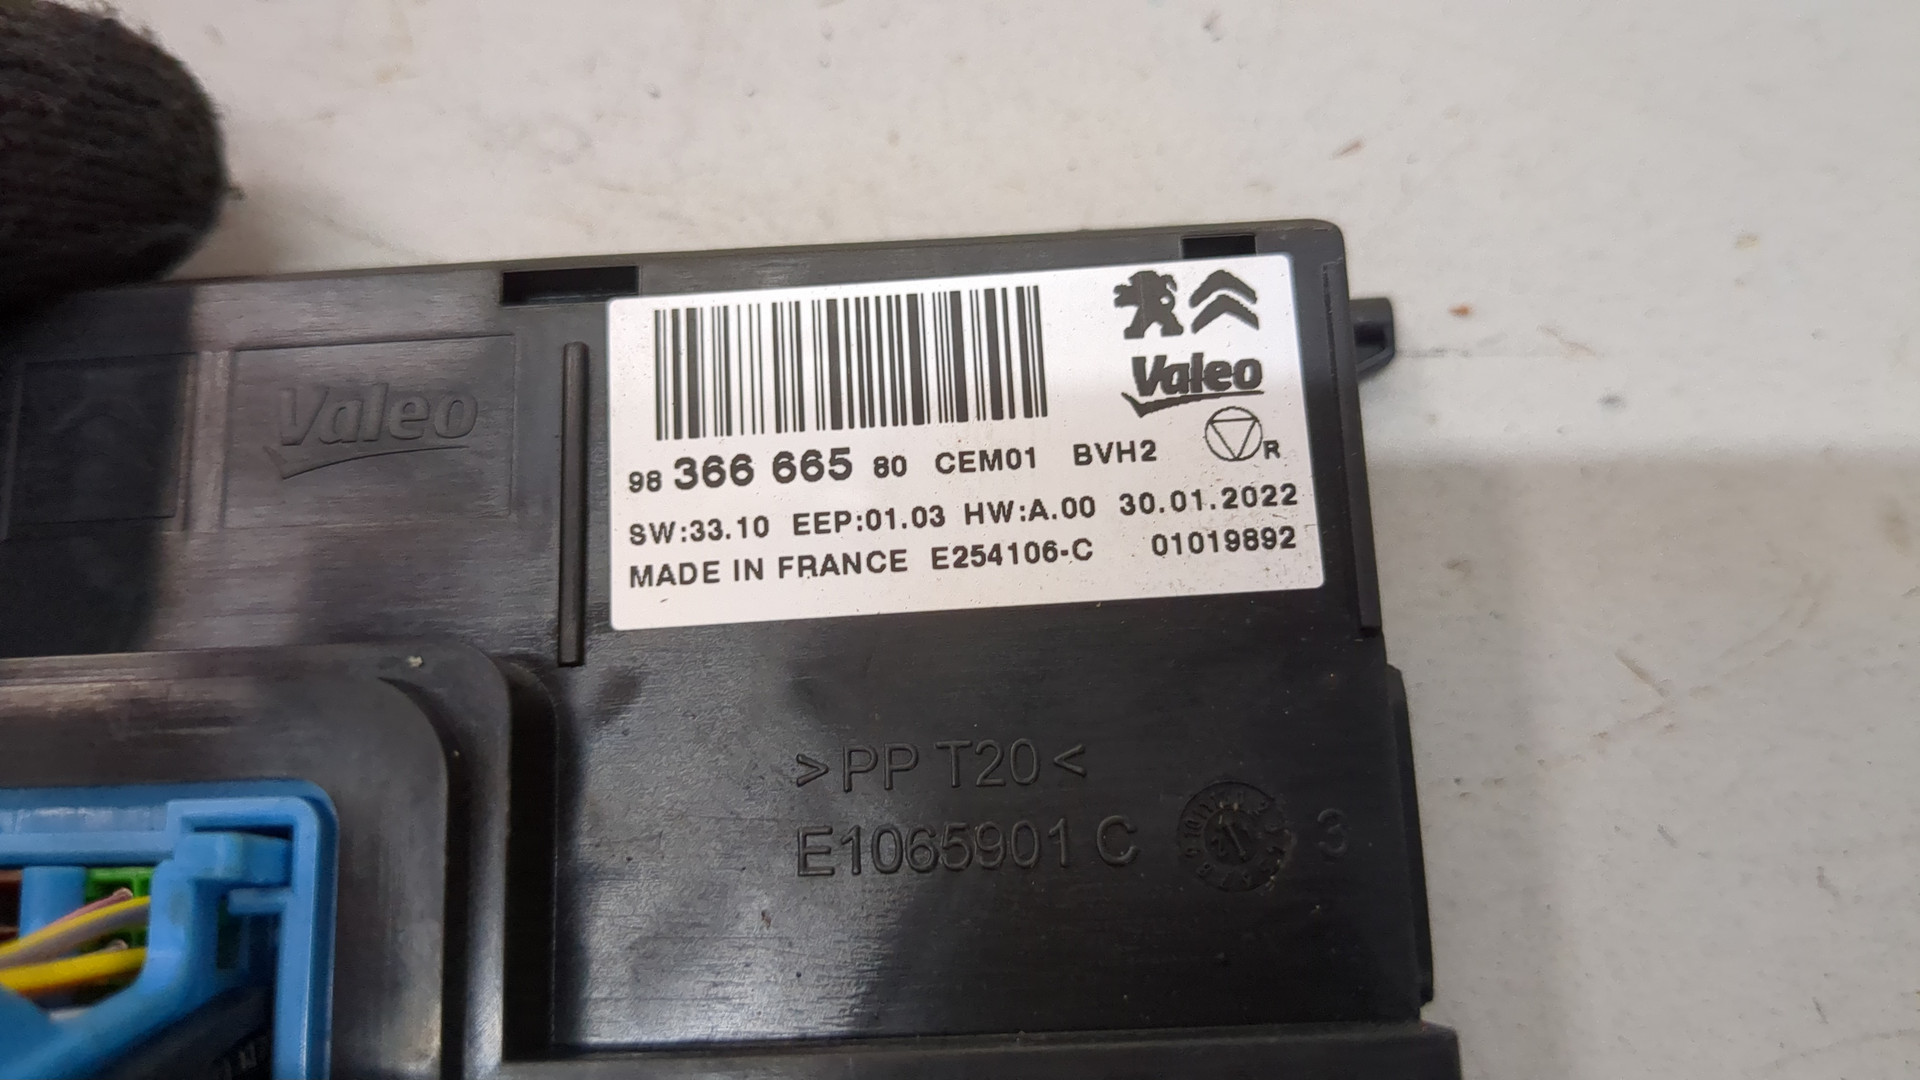 Valeo
Valeo
98 366 665 80 CEM01 BVH2 R
SW:33.10 EEP:01.03 HW:A.00 30.01.2022
MADE IN FRANCE E254106-C 01019892
>PP T20<
E1065901 C 3